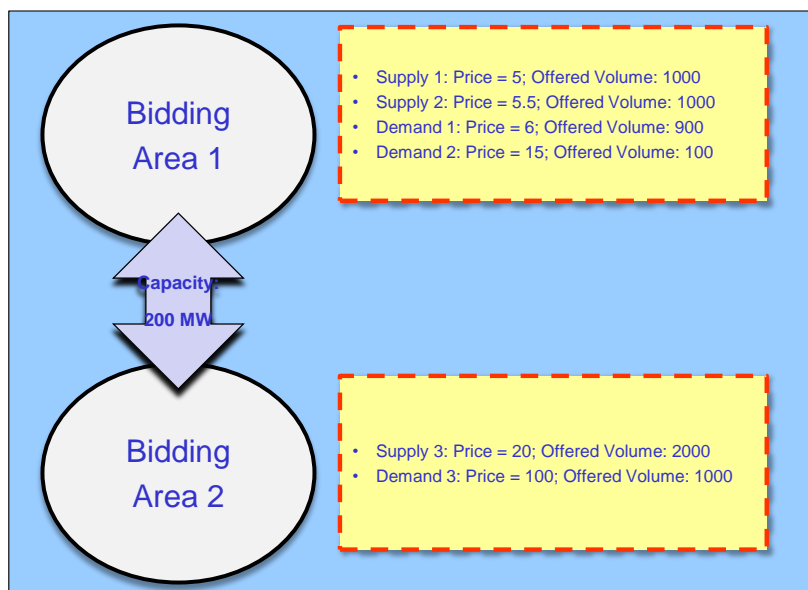 Bidding
Area 1
• Supply 1: Price = 5; Offered Volume: 1000
• Supply 2: Price = 5.5; Offered Volume: 1000
• Demand 1: Price = 6; Offered Volume: 900
• Demand 2: Price = 15; Offered Volume: 100
Capacity:
200 MW
Bidding
Area 2
• Supply 3: Price = 20; Offered Volume: 2000
• Demand 3: Price = 100; Offered Volume: 1000